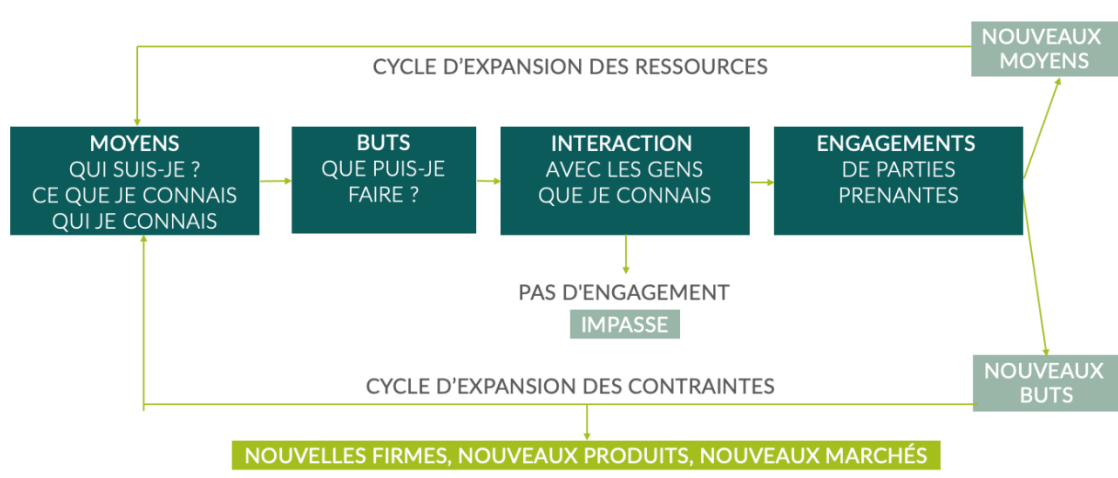 NOUVEAUX
MOYENS
CYCLE D’EXPANSION DES RESSOURCES
MOYENS
QUI SUIS-JE ?
CE QUE JE CONNAIS
QUI JE CONNAIS
BUTS
QUE PUIS-JE
FAIRE ?
INTERACTION
AVEC LES GENS
QUE JE CONNAIS
ENGAGEMENTS
DE PARTIES
PRENANTES
PAS D'ENGAGEMENT
IMPASSE
NOUVEAUX
BUTS
CYCLE D’EXPANSION DES CONTRAINTES
NOUVELLES FIRMES, NOUVEAUX PRODUITS, NOUVEAUX MARCHÉS